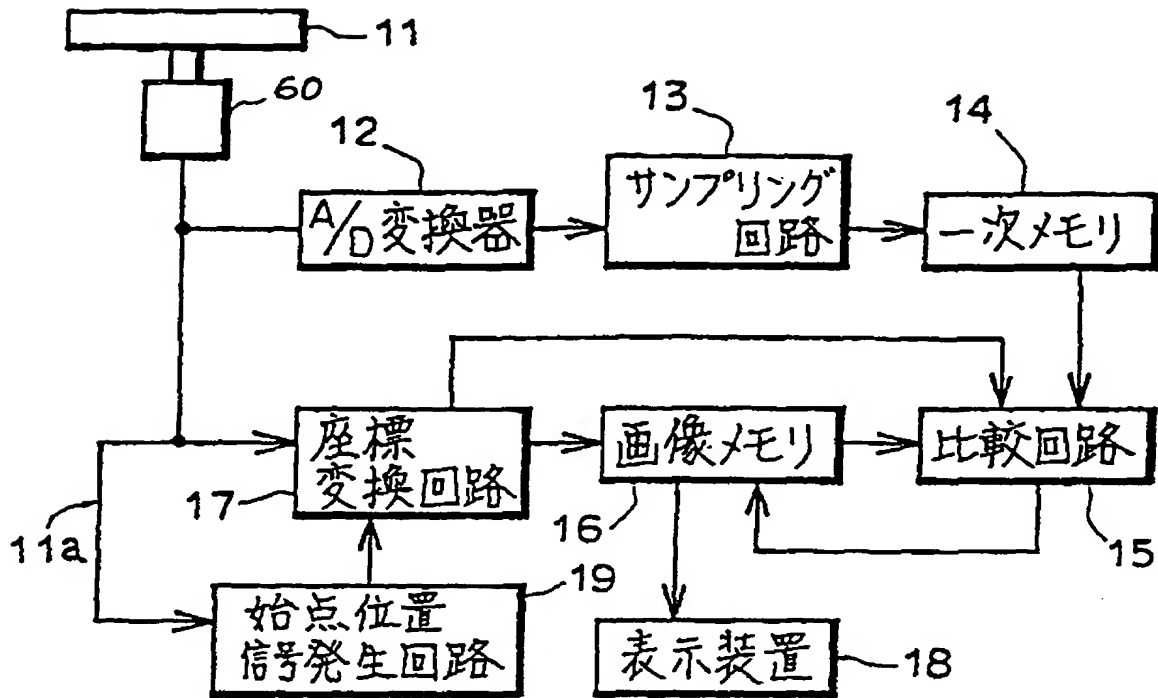 11
60
12
13
14
A/D変換器
サンプリング
回路
一次メモリ
座標
変換回路
画像メモリ
比較回路
17
16
15
11a
19
始点位置
信号発生回路
表示装置
18